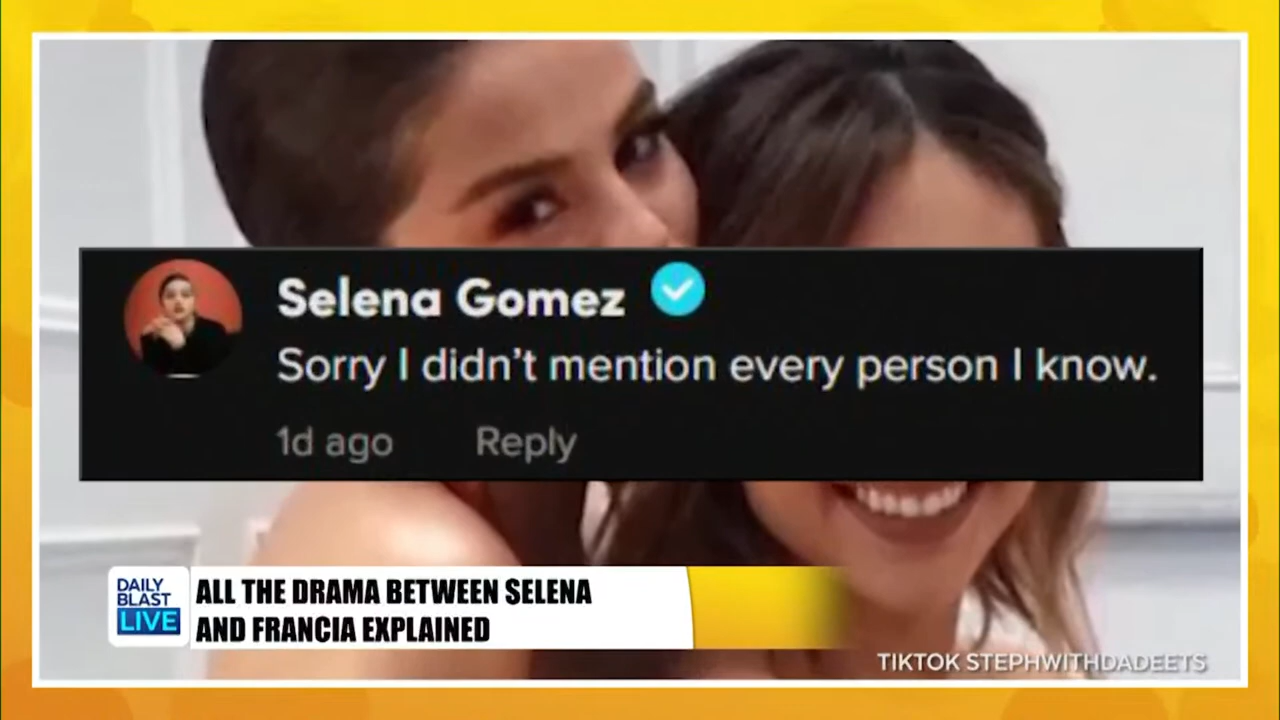 Selena Gomez
Sorry I didn't mention every person I know.
1d ago Reply
DAILY
BLAST
LIVE
ALL THE DRAMA BETWEEN SELENA
AND FRANCIA EXPLAINED
TIKTOK STEPHWITHDADEETS